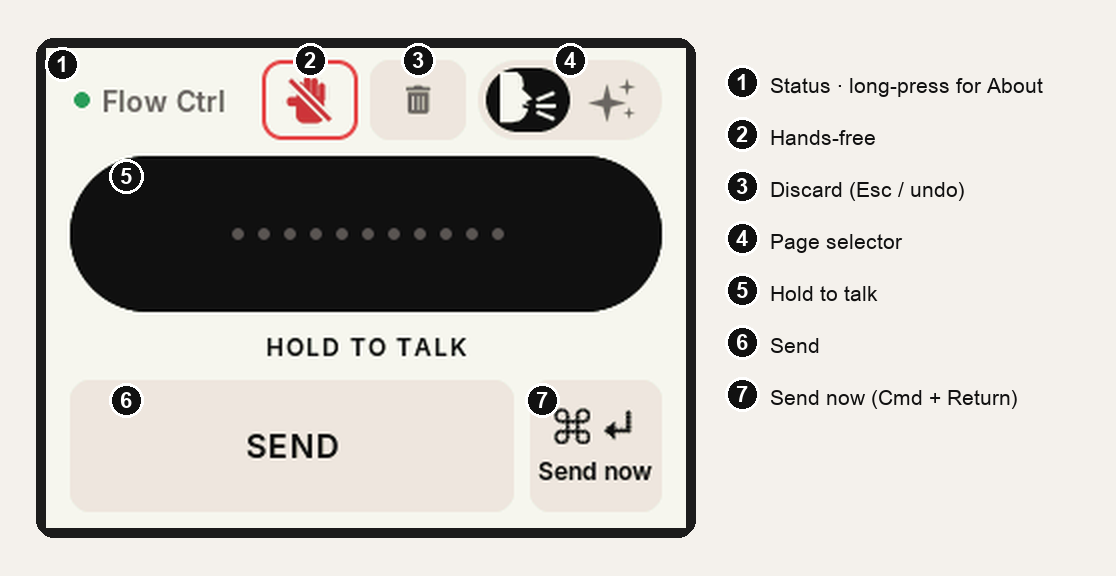 1
Flow Ctrl
2
3
4
5
HOLD TO TALK
6
SEND
7
⌘ ↵
Send now
1 Status · long-press for About
2 Hands-free
3 Discard (Esc / undo)
4 Page selector
5 Hold to talk
6 Send
7 Send now (Cmd + Return)